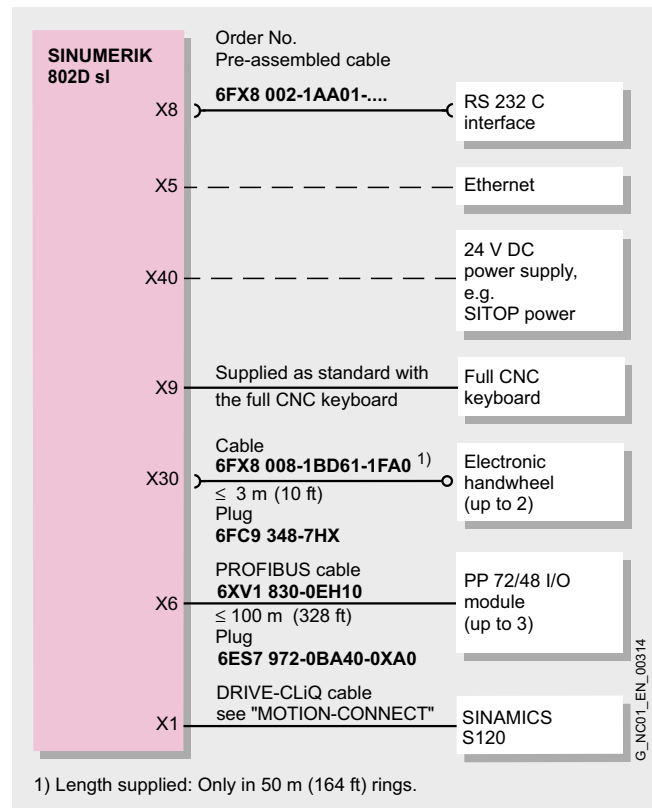 Order No.
Pre-assembled cable
SINUMERIK
802D sl
X8
6FX8 002-1AA01-....
RS 232 C
interface
X5
Ethernet
X40
24 V DC
power supply,
e.g.
SITOP power
X9
Supplied as standard with
the full CNC keyboard
Full CNC
keyboard
X30
Cable
6FX8 008-1BD61-1FA0 1)
≤ 3 m (10 ft)
Plug
6FC9 348-7HX
Electronic
handwheel
(up to 2)
X6
PROFIBUS cable
6XV1 830-0EH10
≤ 100 m (328 ft)
Plug
6ES7 972-0BA40-0XA0
PP 72/48 I/O
module
(up to 3)
X1
DRIVE-CLiQ cable
see "MOTION-CONNECT"
SINAMICS
S120
G_NC01_EN_00314
1) Length supplied: Only in 50 m (164 ft) rings.